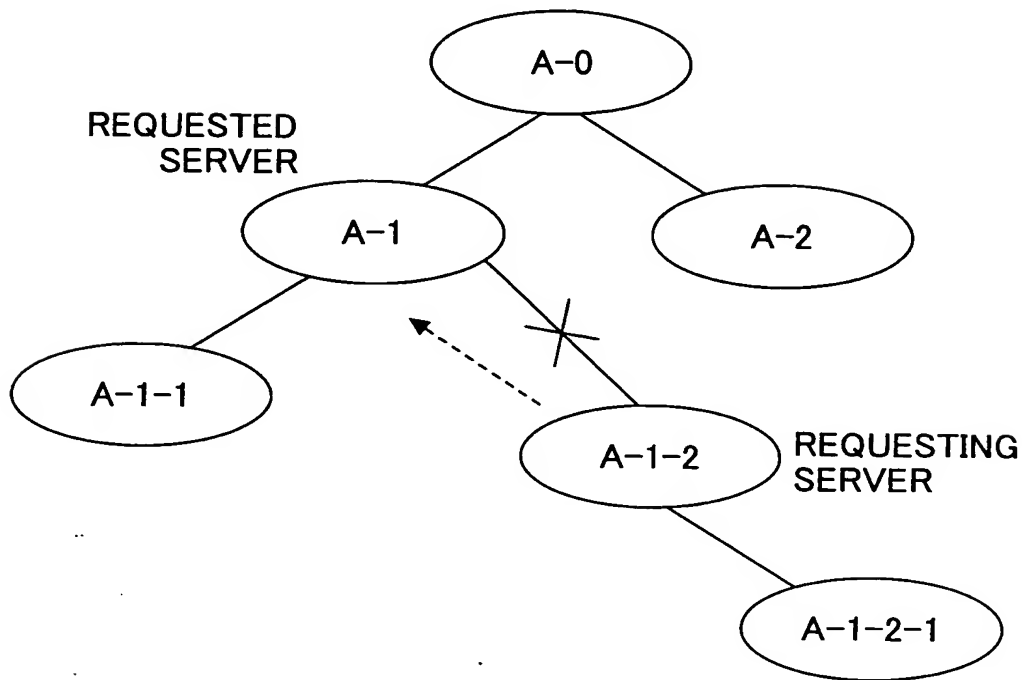 A-0
REQUESTED
SERVER
A-1
A-2
A-1-1
A-1-2
REQUESTING
SERVER
A-1-2-1